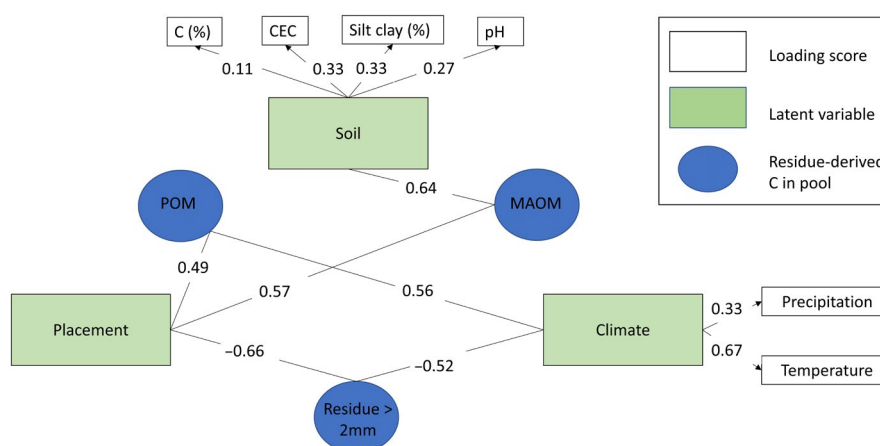 C (%)
CEC
Silt clay (%)
pH
0.11
0.33
0.33
0.27
Soil
0.64
POM
MAOM
0.49
0.57
0.56
Placement
Climate
0.33
Precipitation
0.67
Temperature
−0.66
−0.52
Residue >
2mm
Loading score
Latent variable
Residue-derived
C in pool